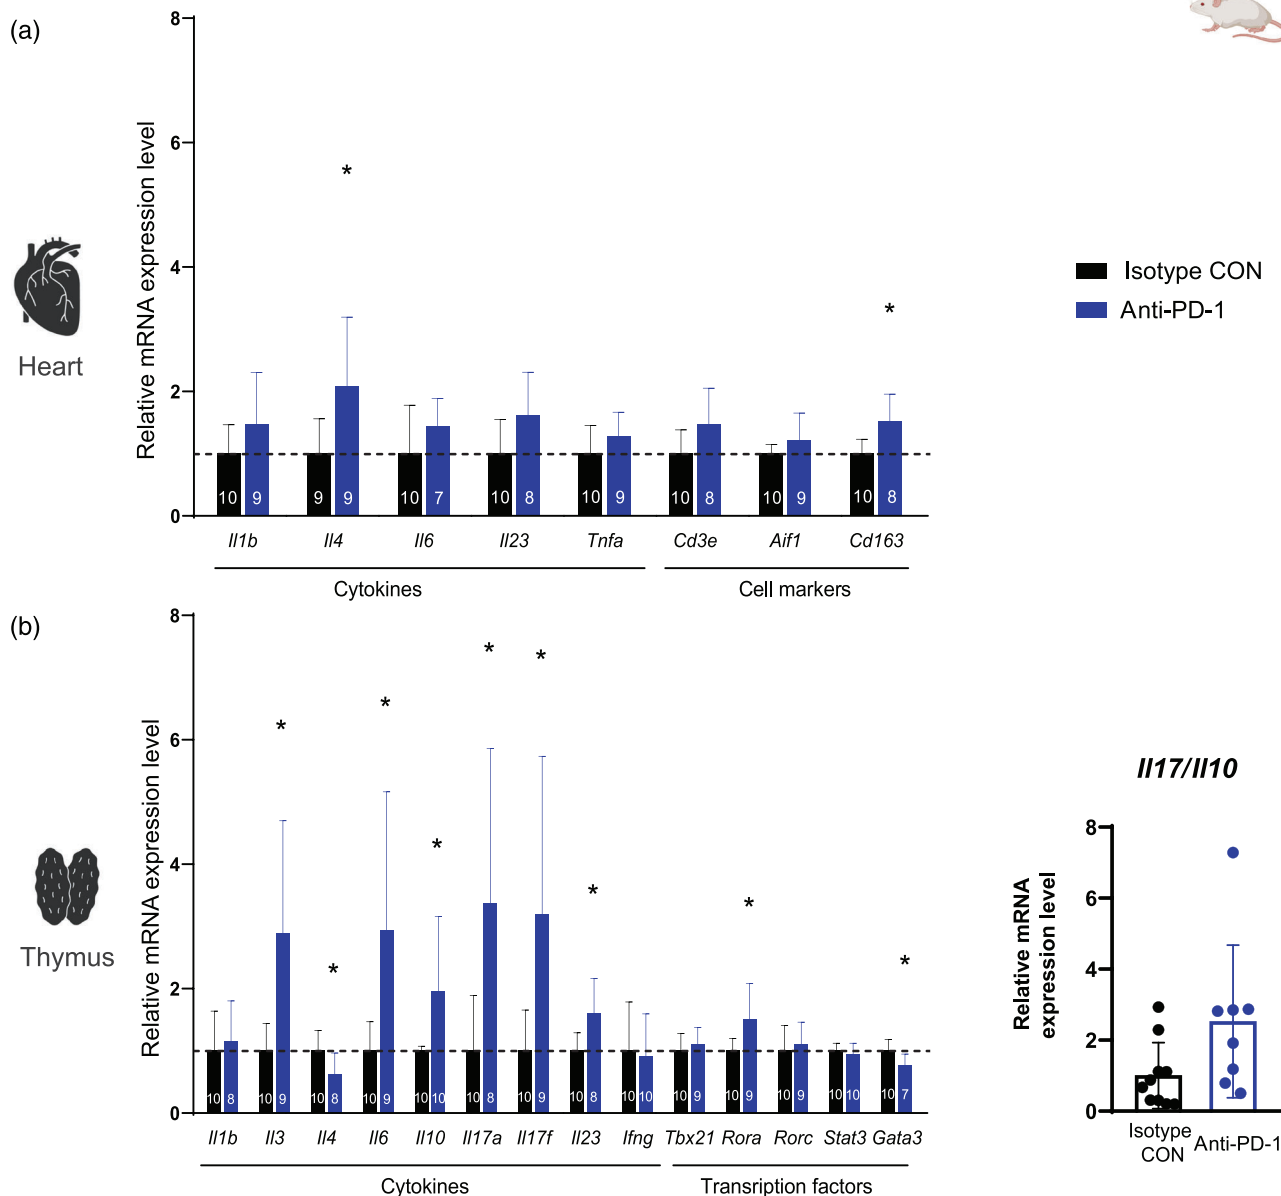 (a)
8
6
4
2
0
Relative mRNA expression level
*
*
10 9 9 9 10 7 10 8 10 9 10 8 10 9 10 8
Il1b Il4 Il6 Il23 Tnfa Cd3e Aif1 Cd163
Cytokines Cell markers
Heart
Isotype CON
Anti-PD-1
(b)
8
6
4
2
0
Relative mRNA expression level
* * * * * * * * *
10 8 10 9 10 8 10 9 10 10 10 8 10 9 10 8 10 10 10 9 10 9 10 9 10 10 10 7
Il1b Il3 Il4 Il6 Il10 Il17a Il17f Il23 Ifng Tbx21 Rora Rorc Stat3 Gata3
Cytokines Transription factors
Thymus
Il17/Il10
8
6
4
2
0
Relative mRNA
expression level
Isotype
CON
Anti-PD-1